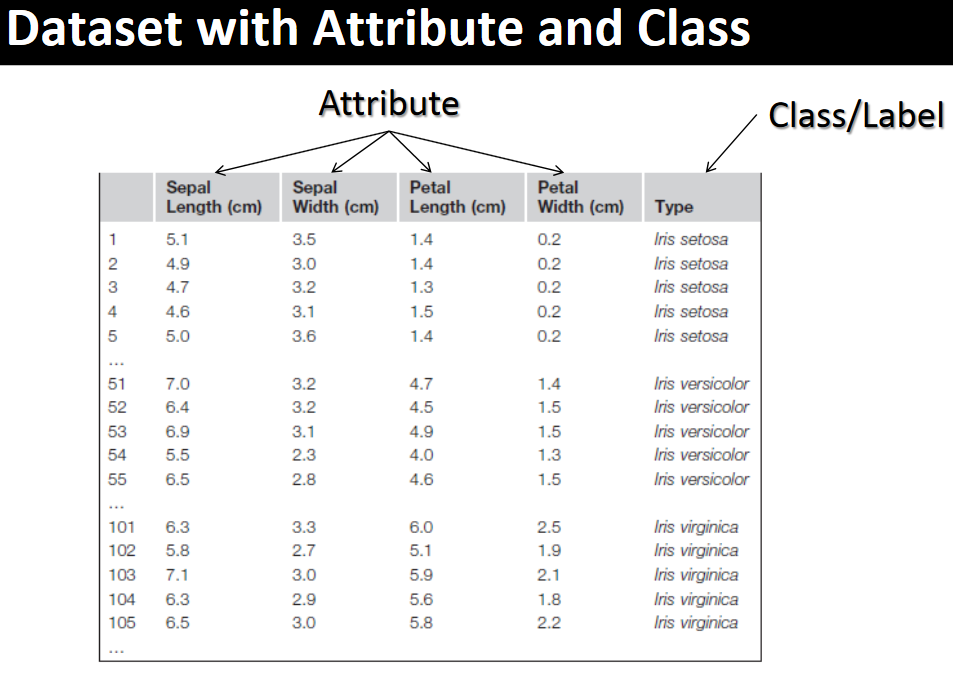 Dataset with Attribute and Class
Attribute
Class/Label
Sepal Length (cm) Sepal Width (cm) Petal Length (cm) Petal Width (cm) Type
1 5.1 3.5 1.4 0.2 Iris setosa
2 4.9 3.0 1.4 0.2 Iris setosa
3 4.7 3.2 1.3 0.2 Iris setosa
4 4.6 3.1 1.5 0.2 Iris setosa
5 5.0 3.6 1.4 0.2 Iris setosa
...
51 7.0 3.2 4.7 1.4 Iris versicolor
52 6.4 3.2 4.5 1.5 Iris versicolor
53 6.9 3.1 4.9 1.5 Iris versicolor
54 5.5 2.3 4.0 1.3 Iris versicolor
55 6.5 2.8 4.6 1.5 Iris versicolor
...
101 6.3 3.3 6.0 2.5 Iris virginica
102 5.8 2.7 5.1 1.9 Iris virginica
103 7.1 3.0 5.9 2.1 Iris virginica
104 6.3 2.9 5.6 1.8 Iris virginica
105 6.5 3.0 5.8 2.2 Iris virginica
...